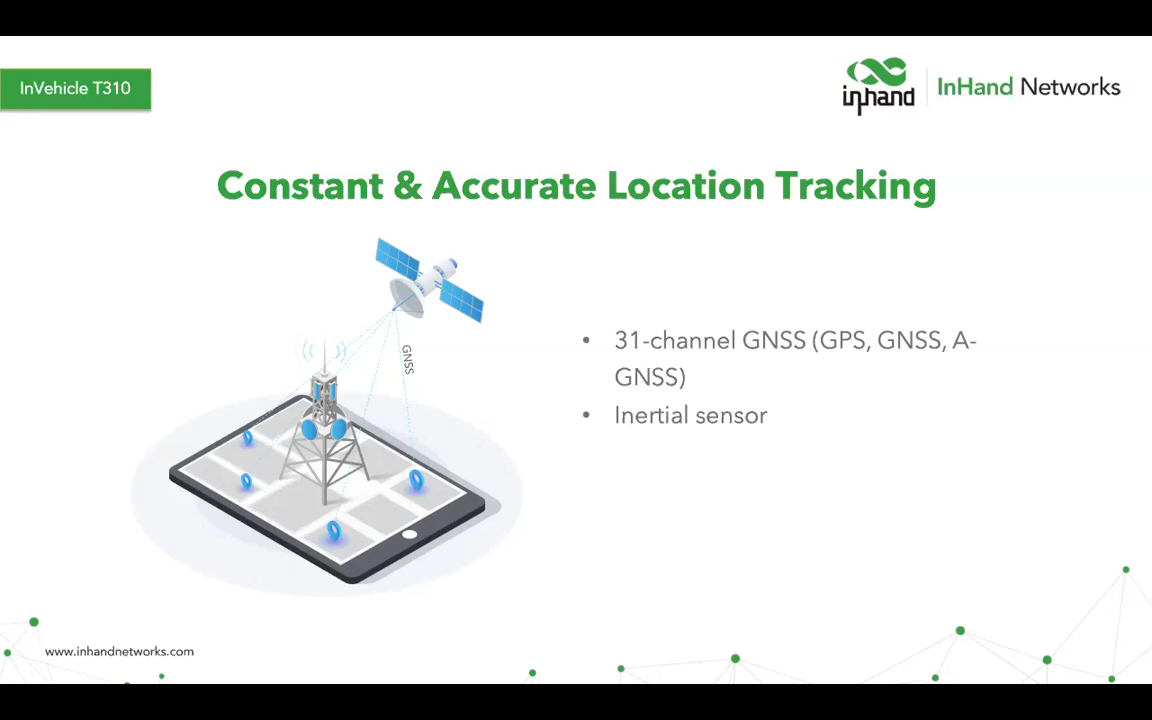 InVehicle T310
inhand
InHand Networks
Constant & Accurate Location Tracking
GNSS
• 31-channel GNSS (GPS, GNSS, A-
GNSS)
• Inertial sensor
www.inhandnetworks.com